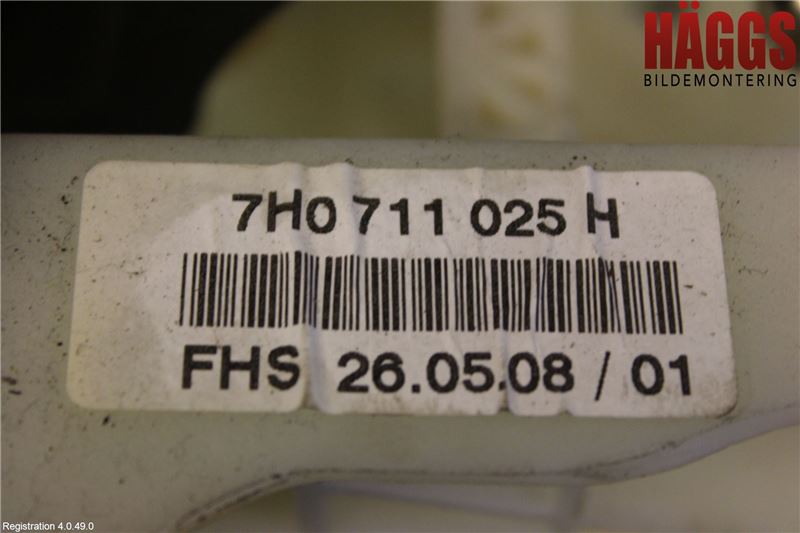 HÄGGS
BILDEMONTERING
7H0 711 025 H
FHS 26.05.08 / 01
Registration 4.0.49.0